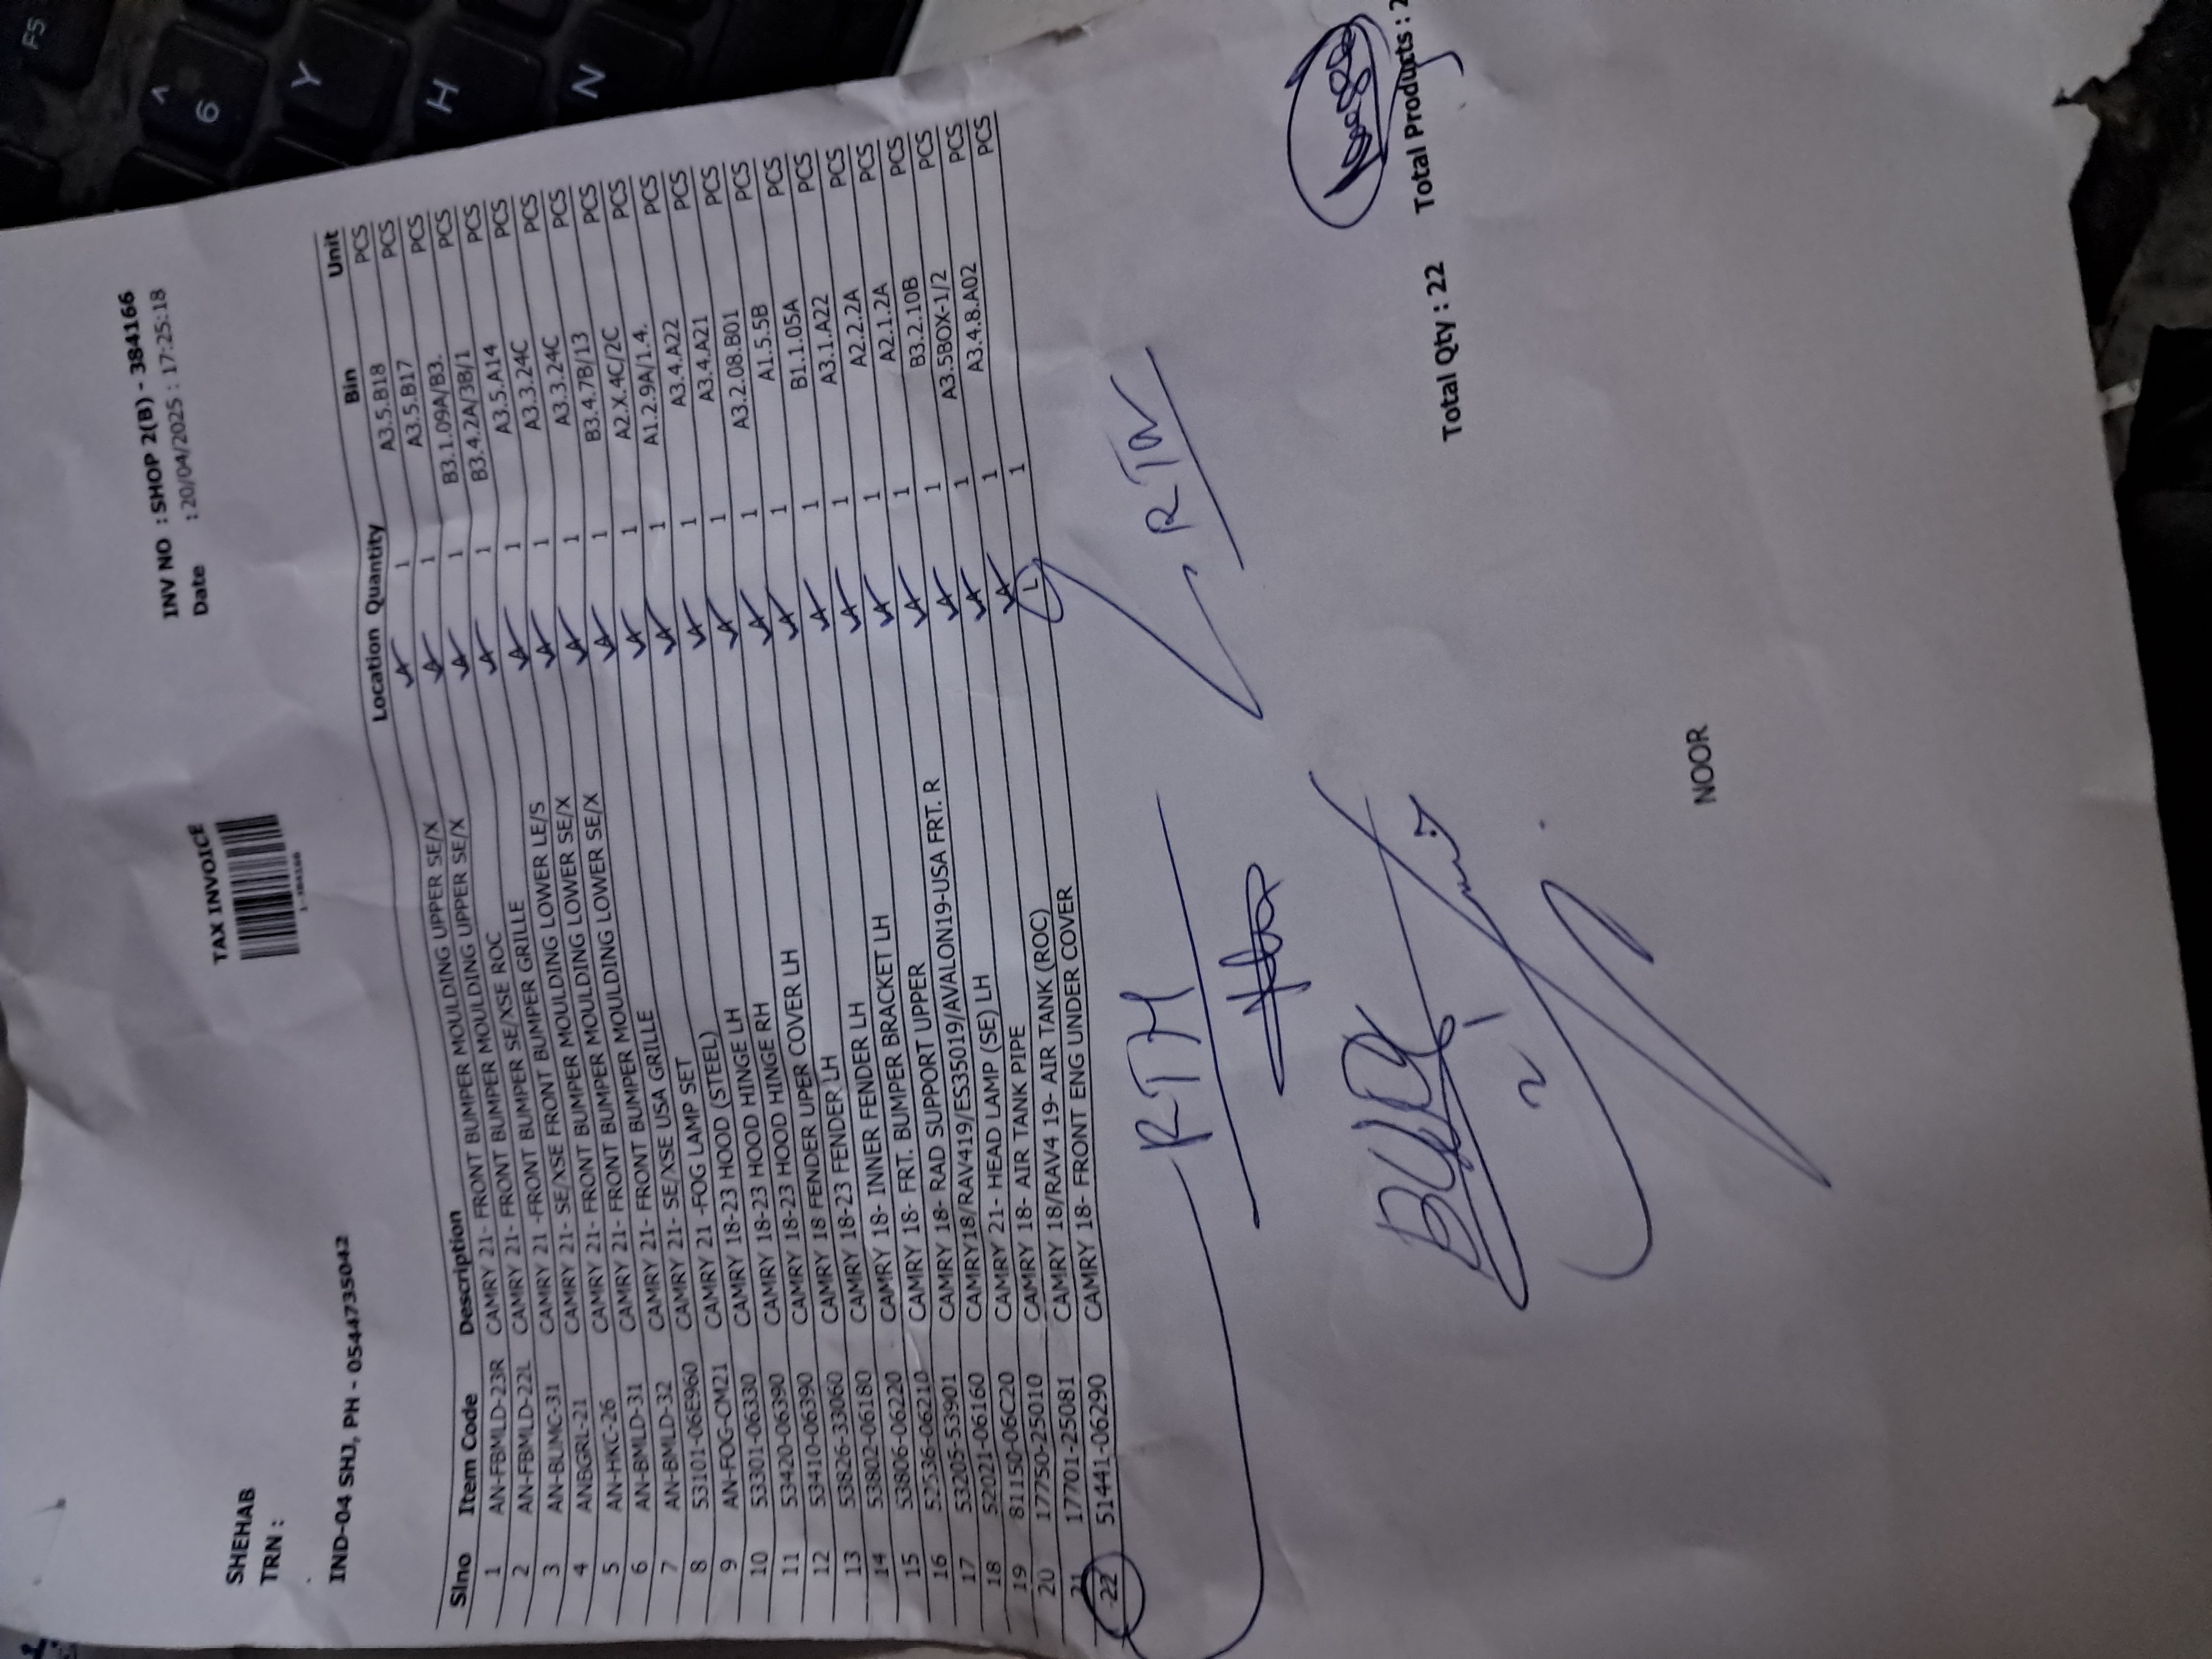 TAX INVOICE
SHEHAB
TRN :
INV NO : SHOP 2(B) - 384166
Date : 20/04/2025 : 17:25:18
IND-04 SHJ, PH - 0544735042
Slno Item Code Description Location Quantity Bin Unit
1 AN-FBMLD-23R CAMRY 21- FRONT BUMPER MOULDING UPPER SE/X A 1 A3.5.B18 PCS
2 AN-FBMLD-22L CAMRY 21- FRONT BUMPER MOULDING UPPER SE/X A 1 A3.5.B17 PCS
3 AN-BUMC-31 CAMRY 21 -FRONT BUMPER SE/XSE ROC A 1 B3.1.09A/B3. PCS
4 ANBGRL-21 CAMRY 21- SE/XSE FRONT BUMPER GRILLE A 1 B3.4.2A/3B/1 PCS
5 AN-HKC-26 CAMRY 21- FRONT BUMPER MOULDING LOWER LE/S A 1 A3.5.A14 PCS
6 AN-BMLD-31 CAMRY 21- FRONT BUMPER MOULDING LOWER SE/X A 1 A3.3.24C PCS
7 AN-BMLD-32 CAMRY 21- FRONT BUMPER MOULDING LOWER SE/X A 1 A3.3.24C PCS
8 53101-06E960 CAMRY 21- SE/XSE USA GRILLE A 1 B3.4.7B/13 PCS
9 AN-FOG-CM21 CAMRY 21 -FOG LAMP SET A 1 A2.X.4C/2C PCS
10 53301-06330 CAMRY 18-23 HOOD (STEEL) A 1 A1.2.9A/1.4. PCS
11 53420-06390 CAMRY 18-23 HOOD HINGE LH A 1 A3.4.A22 PCS
12 53410-06390 CAMRY 18-23 HOOD HINGE RH A 1 A3.4.A21 PCS
13 53826-33060 CAMRY 18 FENDER UPER COVER LH A 1 A3.2.08.B01 PCS
14 53802-06180 CAMRY 18-23 FENDER LH A 1 A1.5.5B PCS
15 53806-06220 CAMRY 18- INNER FENDER LH A 1 B1.1.05A PCS
16 52536-06210 CAMRY 18- FRT. BUMPER BRACKET LH A 1 A3.1.A22 PCS
17 53205-53901 CAMRY 18- RAD SUPPORT UPPER A 1 A2.2.2A PCS
18 52021-06160 CAMRY18/RAV419/ES35019/AVALON19-USA FRT. R A 1 A2.1.2A PCS
19 81150-06C20 CAMRY 21- HEAD LAMP (SE) LH A 1 B3.2.10B PCS
20 17750-25010 CAMRY 18- AIR TANK PIPE A 1 A3.5BOX-1/2 PCS
21 17701-25081 CAMRY 18/RAV4 19- AIR TANK (ROC) A 1 A3.4.8.A02 PCS
22 51441-06290 CAMRY 18- FRONT ENG UNDER COVER L 1 PCS
RTM
Total Qty : 22 Total Products : 2
NOOR
F5
6
Y
H
N